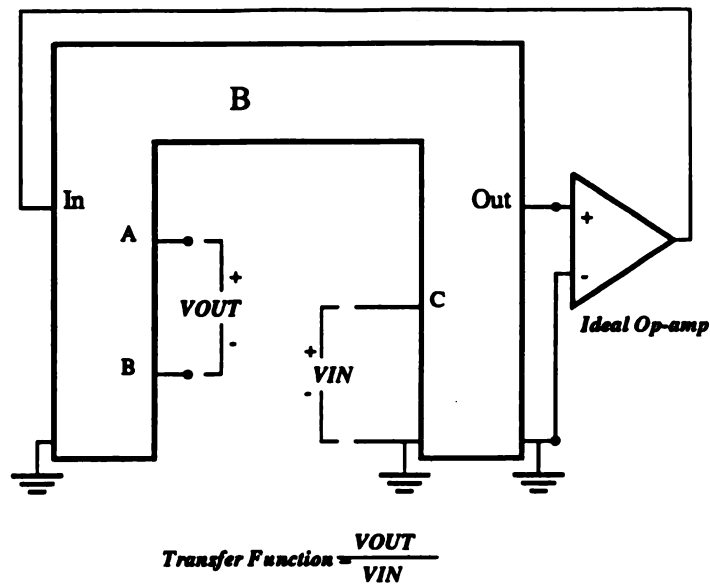 B
In
Out
A
+
+
VOUT
-
-
C
Ideal Op-amp
B
+
VIN
-
Transfer Function = VOUT
VIN